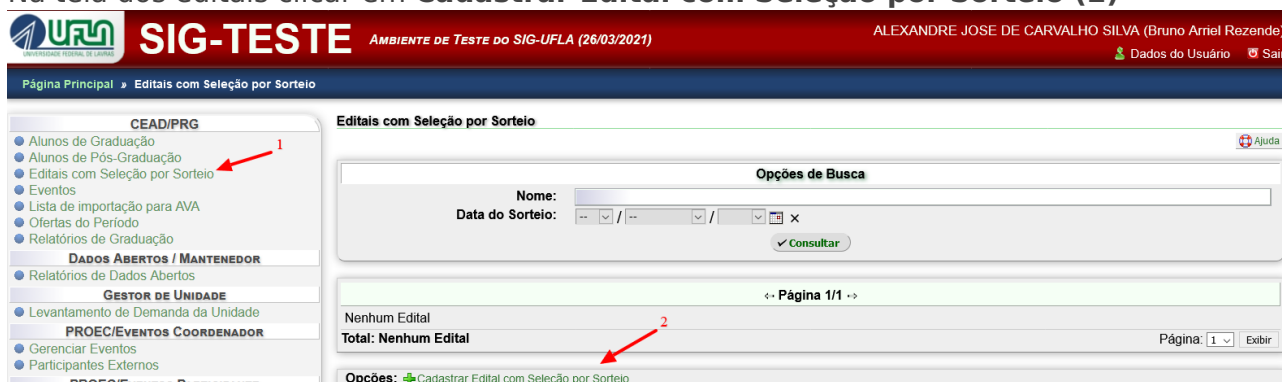 Na tela dos editais clicar em Cadastrar Edital com Seleção por Sorteio (2)
UFLA
UNIVERSIDADE FEDERAL DE LAVRAS
SIG-TESTE
AMBIENTE DE TESTE DO SIG-UFLA (26/03/2021)
ALEXANDRE JOSE DE CARVALHO SILVA (Bruno Arriel Rezende)
Dados do Usuário Sair
Página Principal » Editais com Seleção por Sorteio
CEAD/PRG
Alunos de Graduação
1
Alunos de Pós-Graduação
Editais com Seleção por Sorteio
Eventos
Lista de importação para AVA
Ofertas do Período
Relatórios de Graduação
DADOS ABERTOS / MANTENEDOR
Relatórios de Dados Abertos
GESTOR DE UNIDADE
Levantamento de Demanda da Unidade
PROEC/EVENTOS COORDENADOR
Gerenciar Eventos
Participantes Externos
Editais com Seleção por Sorteio
Ajuda
Opções de Busca
Nome:
Data do Sorteio: -- / -- /
Consultar
Página 1/1
Nenhum Edital
2
Total: Nenhum Edital
Página: 1 Exibir
Opções: Cadastrar Edital com Seleção por Sorteio